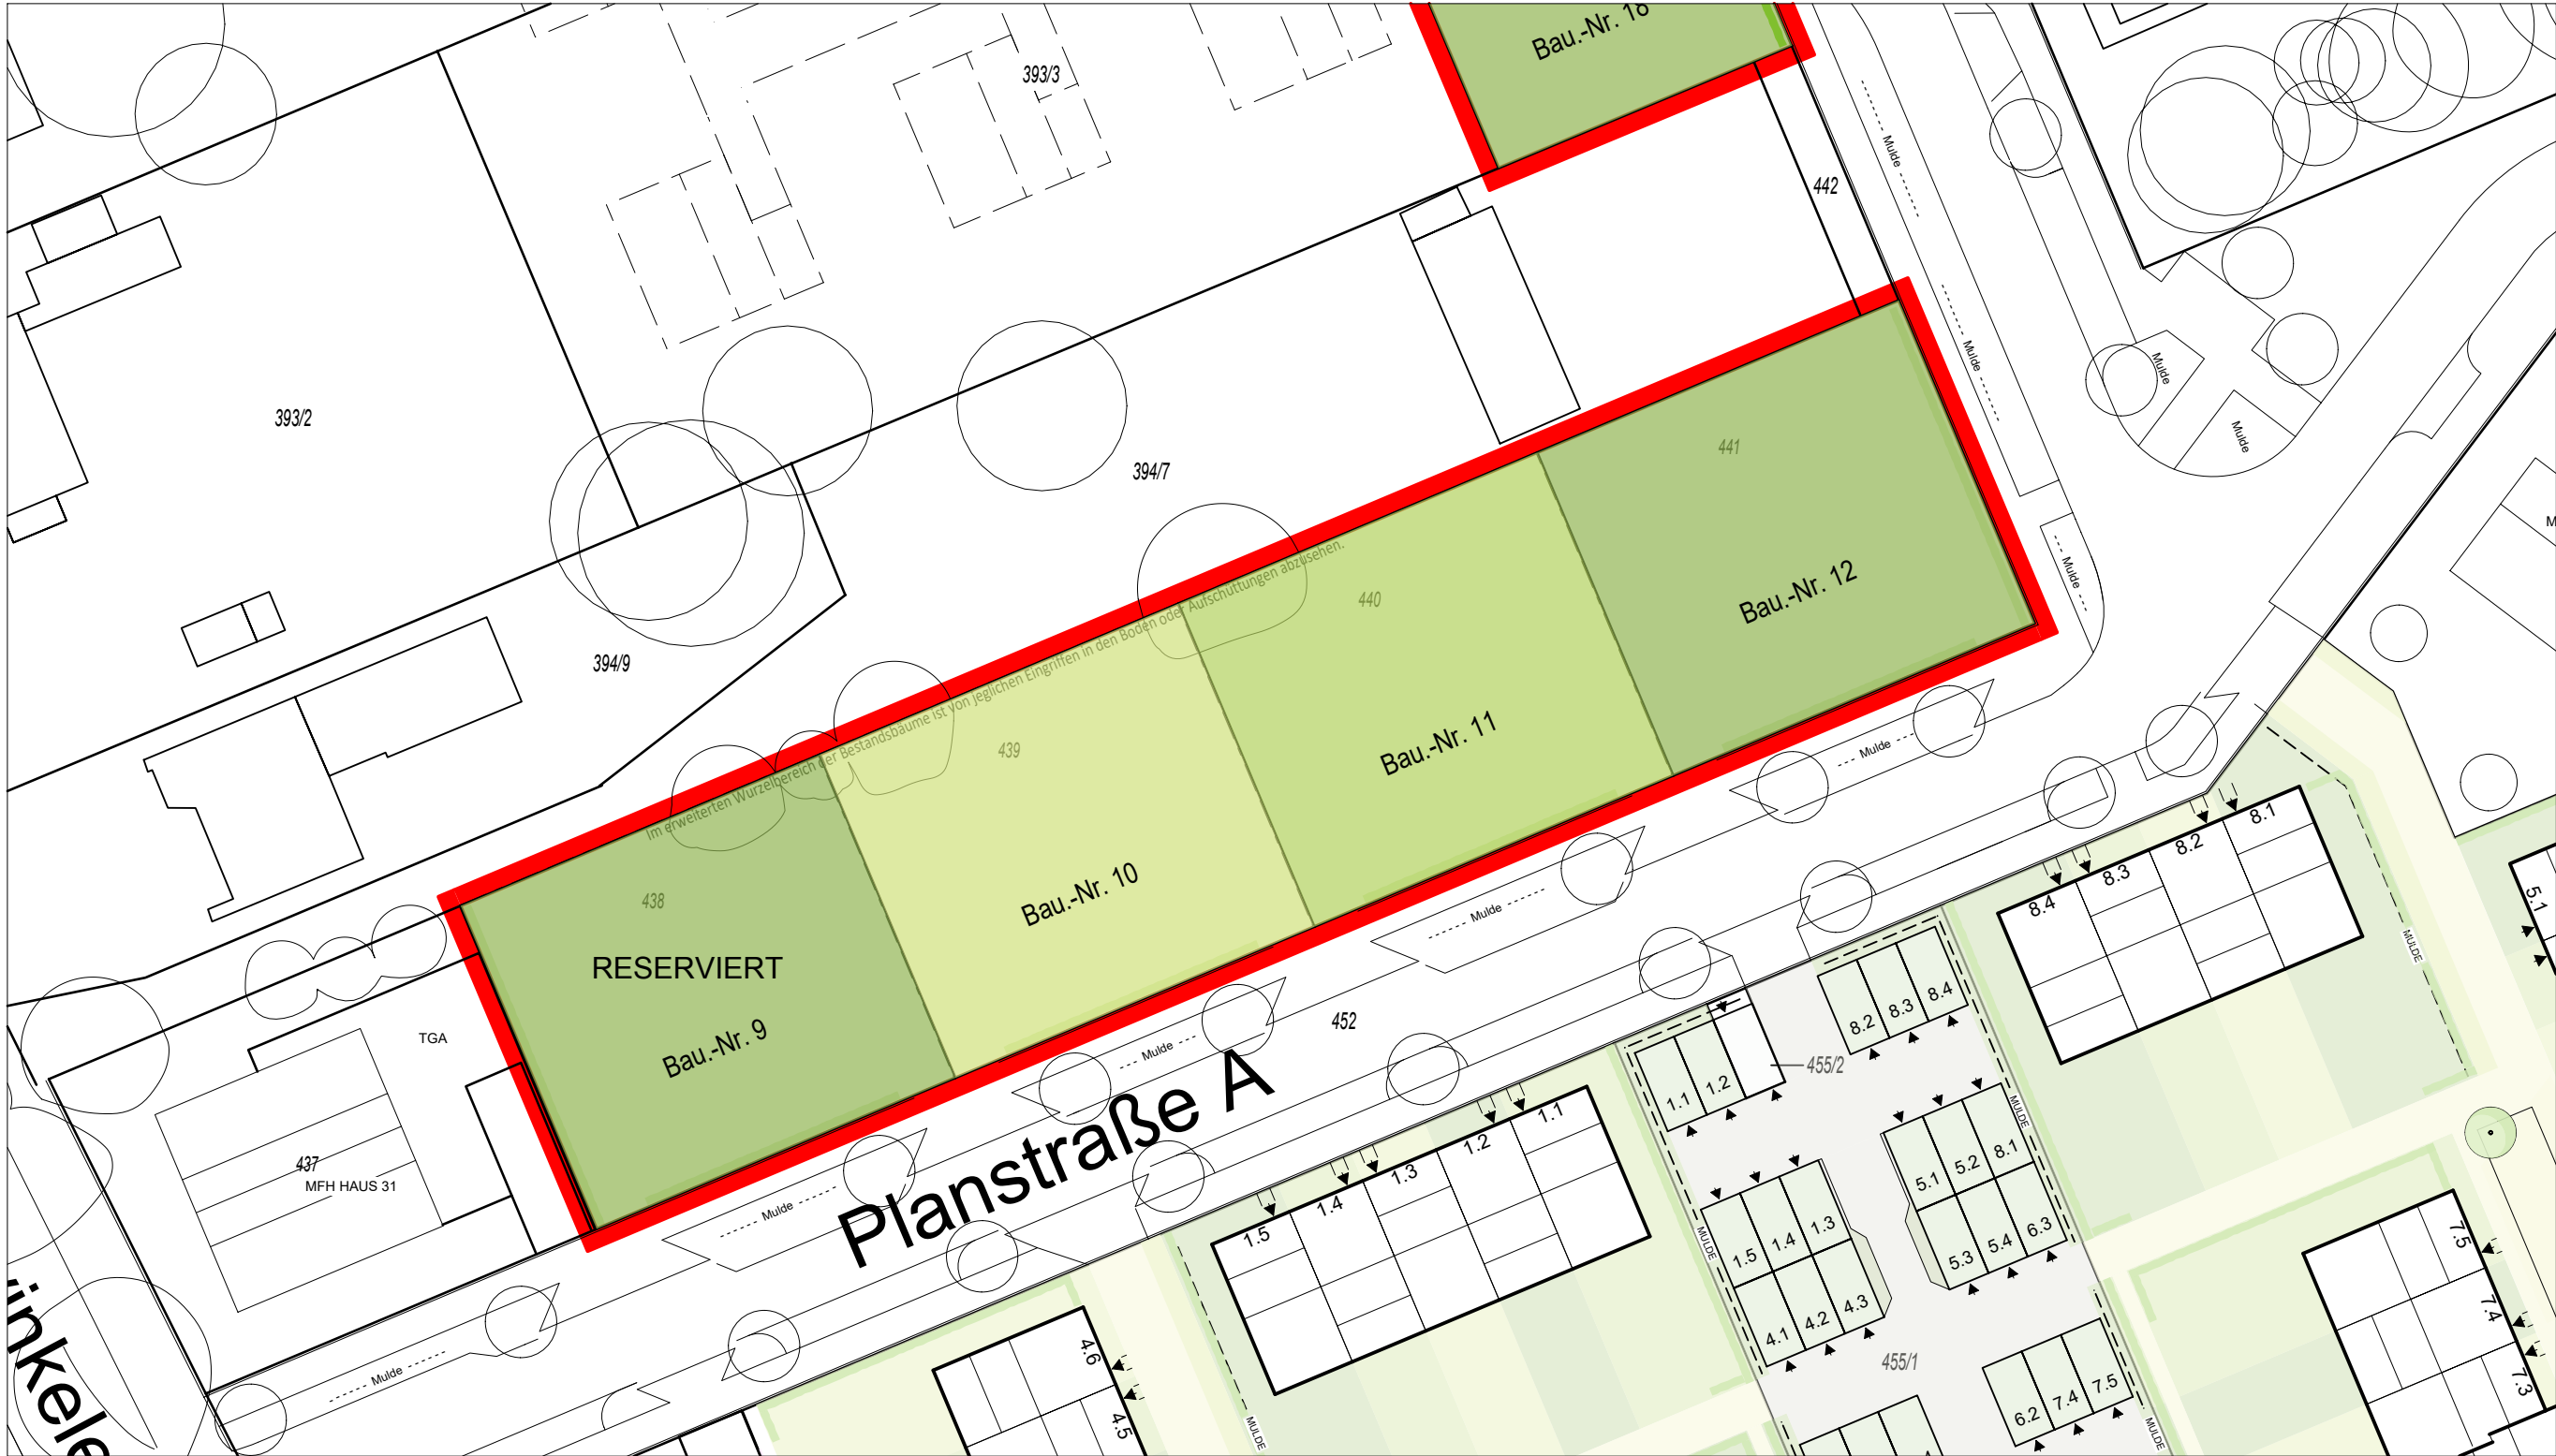 Bau.-Nr. 18
393/3
442
Mulde
393/2
394/7
441
Mulde
Mulde
Mulde
Im erweiterten Wurzelbereich der Bestandsbäume ist von jeglichen Eingriffen in den Boden oder Aufschüttungen abzusehen.
440
Bau.-Nr. 12
Mulde
394/9
439
Bau.-Nr. 11
Mulde
438
RESERVIERT
Bau.-Nr. 9
Bau.-Nr. 10
Mulde
Mulde
452
Planstraße A
Mulde
Mulde
TGA
437
MFH HAUS 31
8.4
8.3
8.2
8.1
5.1
MULDE
8.2
8.3
8.4
1.1
1.2
455/2
1.5
1.4
1.3
1.2
1.1
5.1
5.2
8.1
5.3
5.4
6.3
MULDE
MULDE
1.5
1.4
1.3
4.1
4.2
4.3
455/1
6.2
7.4
7.5
MULDE
MULDE
4.6
4.5
7.5
7.4
7.3